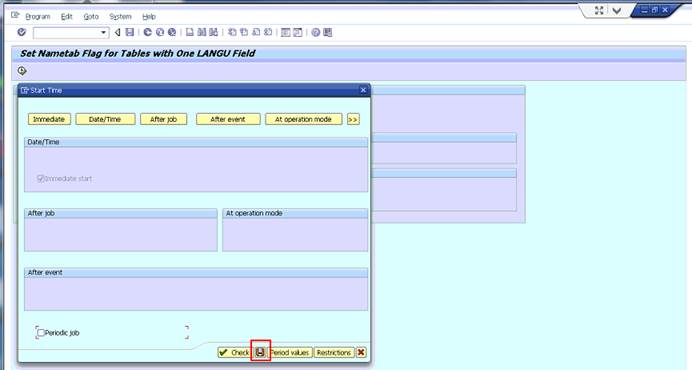 Program Edit Goto System Help
Set Nametab Flag for Tables with One LANGU Field
Start Time
Immediate Date/Time After job After event At operation mode >>
Date/Time
Immediate start
After job At operation mode
After event
Periodic job
Check Period values Restrictions